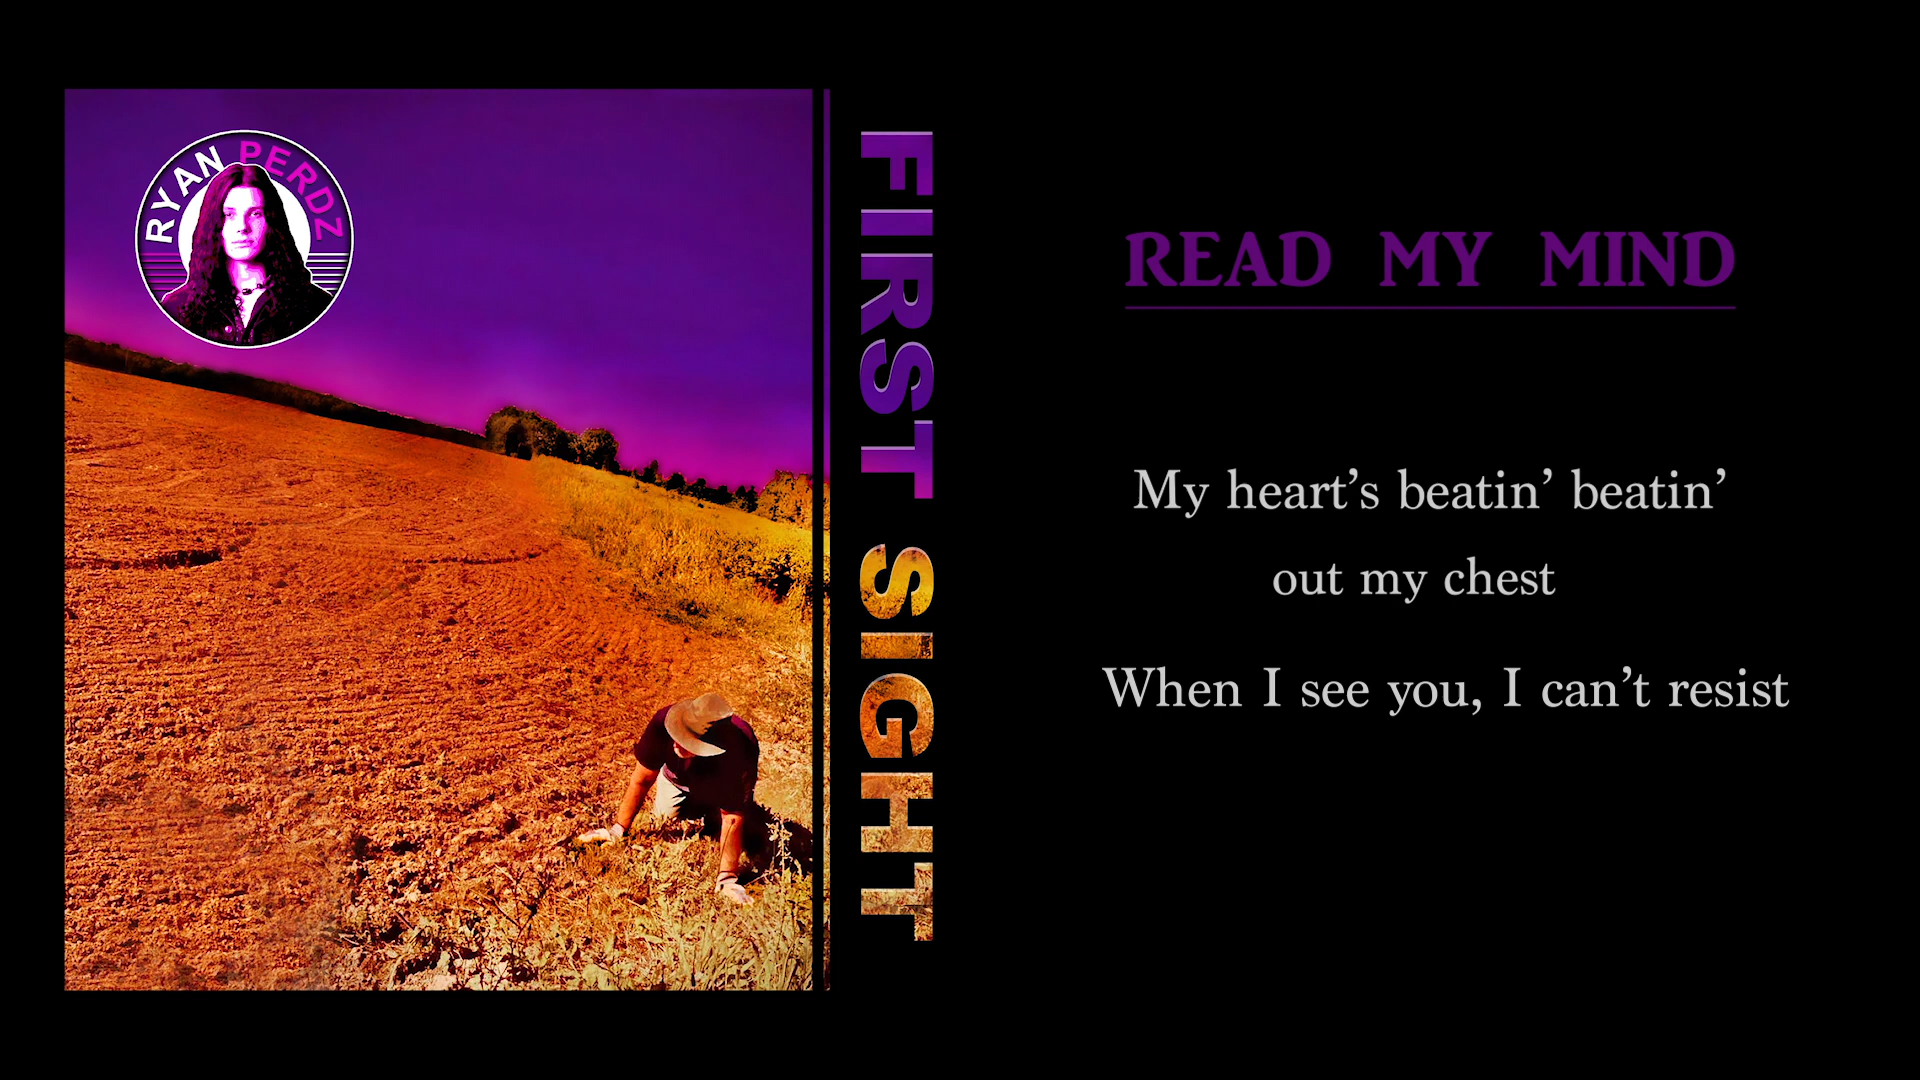 RYAN PERDZ
FIRST SIGHT
READ MY MIND
My heart’s beatin’ beatin’
out my chest
When I see you, I can’t resist